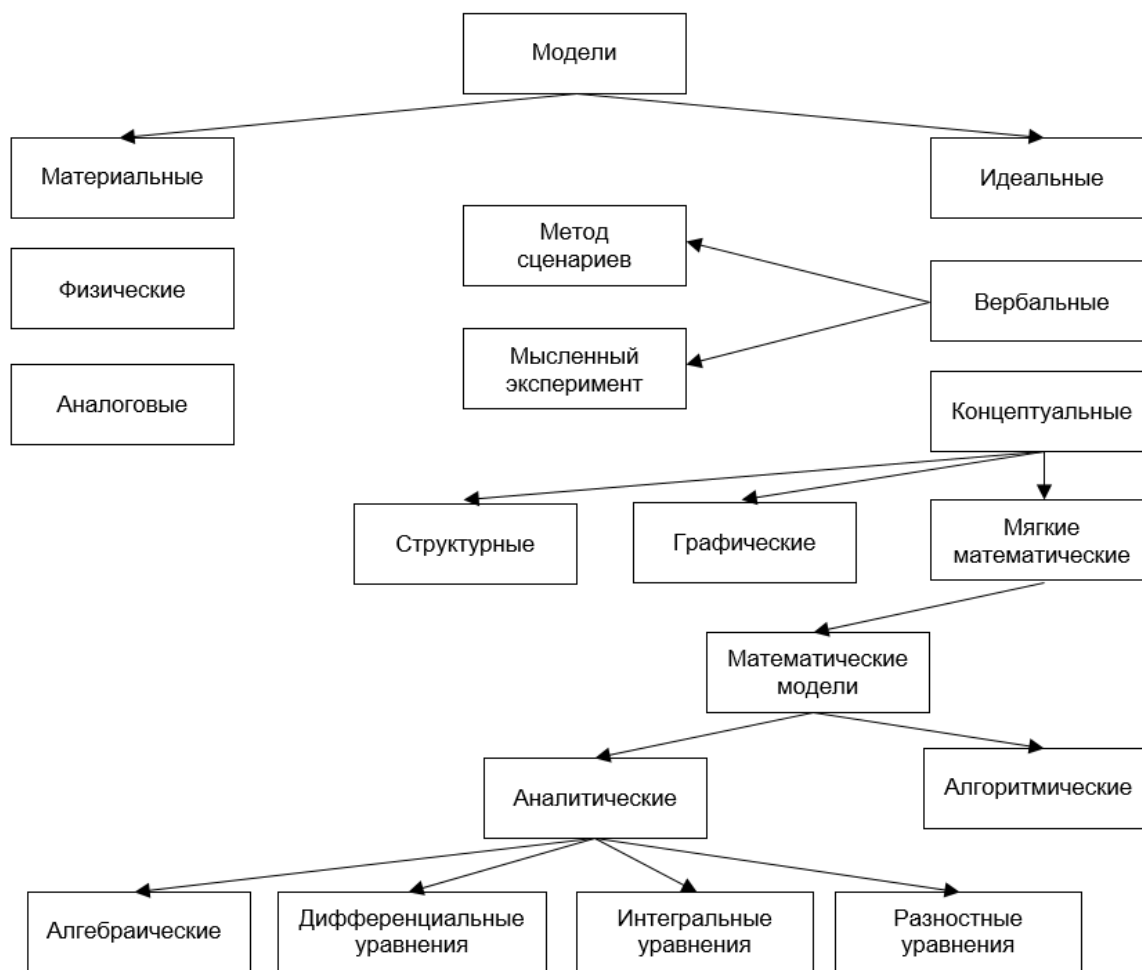 Модели
Материальные
Идеальные
Метод
сценариев
Физические
Вербальные
Мысленный
эксперимент
Аналоговые
Концептуальные
Структурные
Графические
Мягкие
математические
Математические
модели
Аналитические
Алгоритмические
Алгебраические
Дифференциальные
уравнения
Интегральные
уравнения
Разностные
уравнения